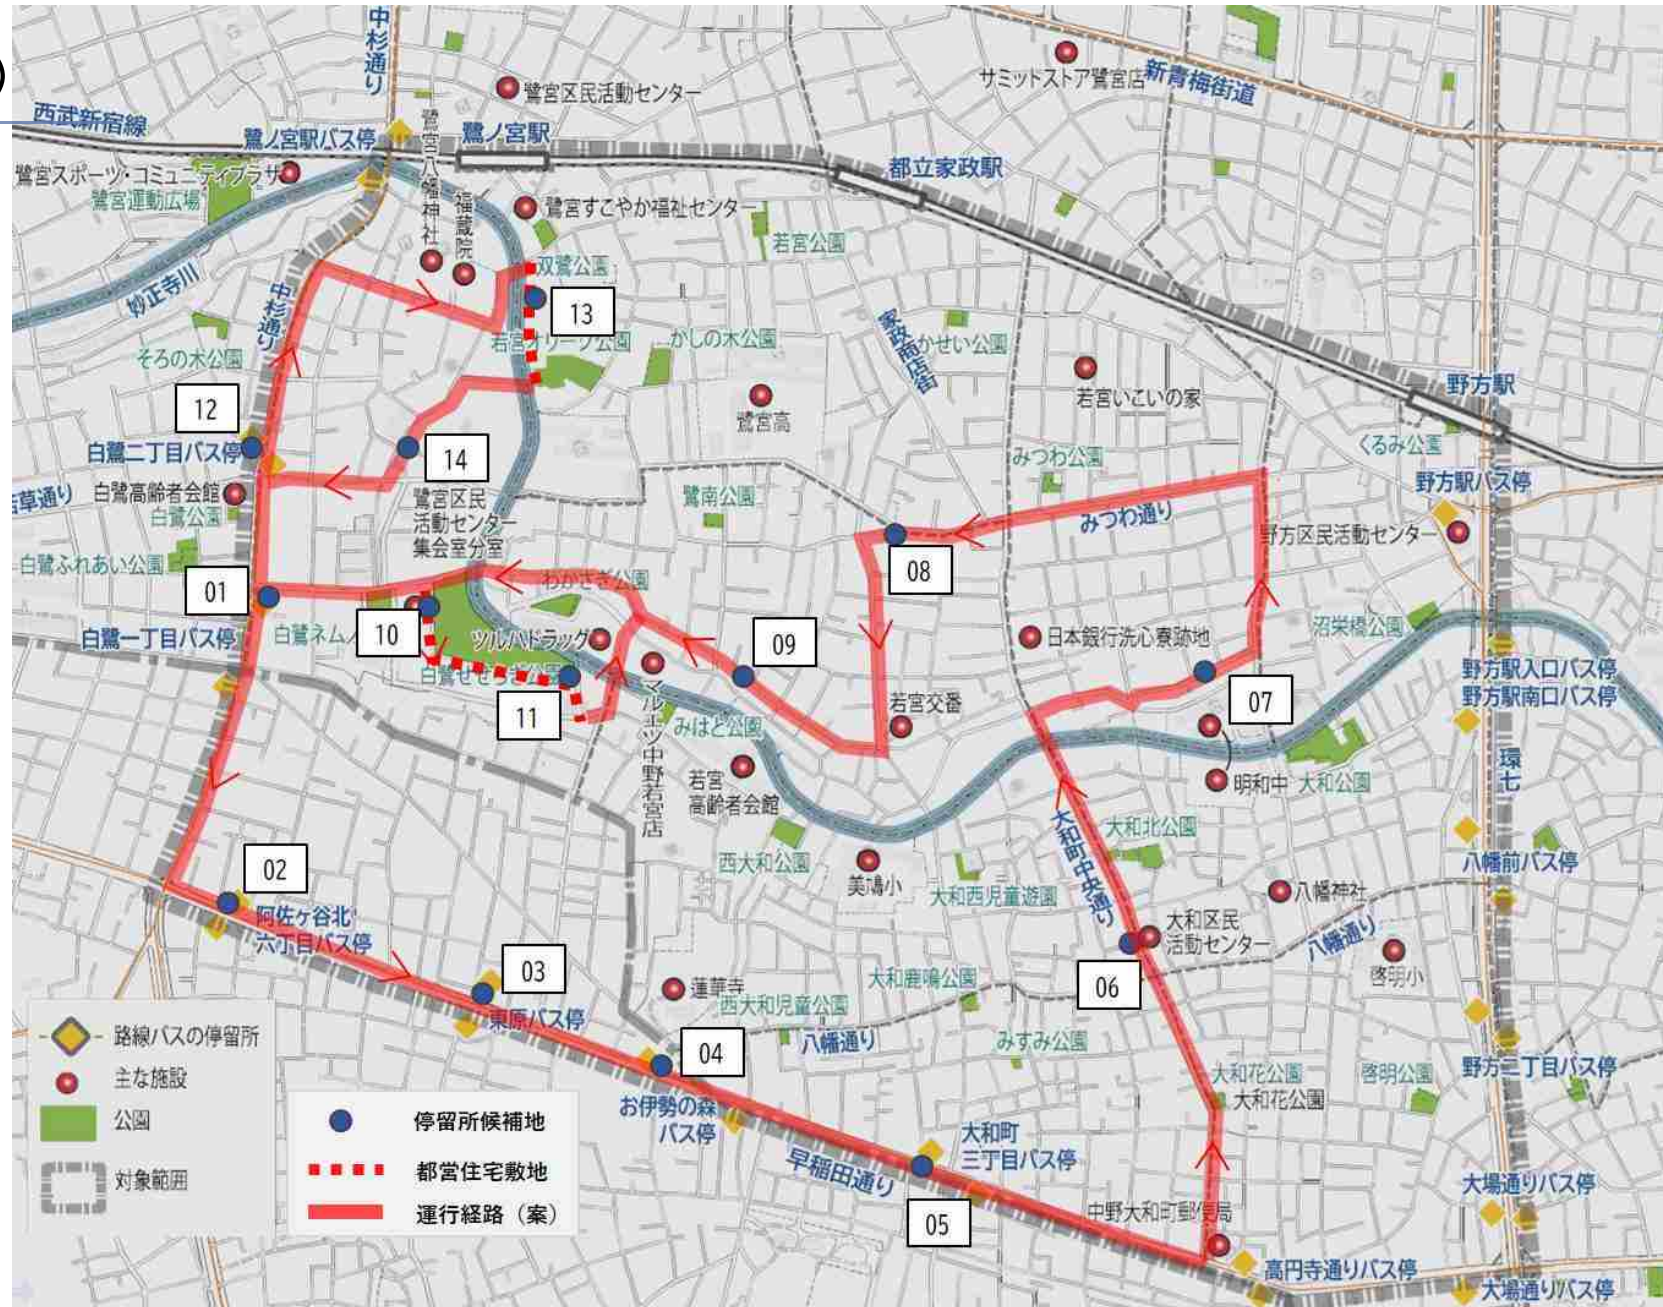 )
中杉通り
鷺宮区民活動センター
サミットストア鷺宮店
新青梅街道
西武新宿線
鷺ノ宮駅バス停
鷺宮八幡神社
鷺ノ宮駅
都立家政駅
鷺宮スポーツ・コミュニティプラザ
鷺宮運動広場
福蔵院
鷺宮すこやか福祉センター
若宮公園
双鷺公園
妙正寺川
中杉通り
13
若宮オリーブ公園
かしの木公園
家政商店街
かせい公園
そろの木公園
若宮いこいの家
野方駅
12
鷺宮高
くるみ公園
白鷺二丁目バス停
14
みつわ公園
野方駅バス停
白鷺高齢者会館
白鷺公園
鷺宮区民
活動センター
集会室分室
鷺南公園
みつわ通り
野方区民活動センター
白鷺ふれあい公園
08
わかさぎ公園
01
白鷺一丁目バス停
10
ツルハドラッグ
09
日本銀行洗心寮跡地
沼栄橋公園
白鷺せせらぎ公園
野方駅入口バス停
野方駅南口バス停
11
07
マルエツ中野若宮店
みはと公園
若宮交番
環七
若宮
高齢者会館
明和中
大和公園
大和町中央通り
大和北公園
西大和公園
美鳩小
大和西児童遊園
八幡前バス停
02
八幡神社
阿佐ヶ谷北
六丁目バス停
大和区民
活動センター
八幡通り
03
啓明小
蓮華寺
大和鹿鳴公園
06
西大和児童公園
東原バス停
路線バスの停留所
04
八幡通り
みすみ公園
主な施設
大和花公園
大和花公園
啓明公園
野方二丁目バス停
公園
停留所候補地
お伊勢の森
バス停
大和町
三丁目バス停
都営住宅敷地
早稲田通り
対象範囲
大場通りバス停
運行経路（案）
05
中野大和町郵便局
高円寺通りバス停
大場通りバス停